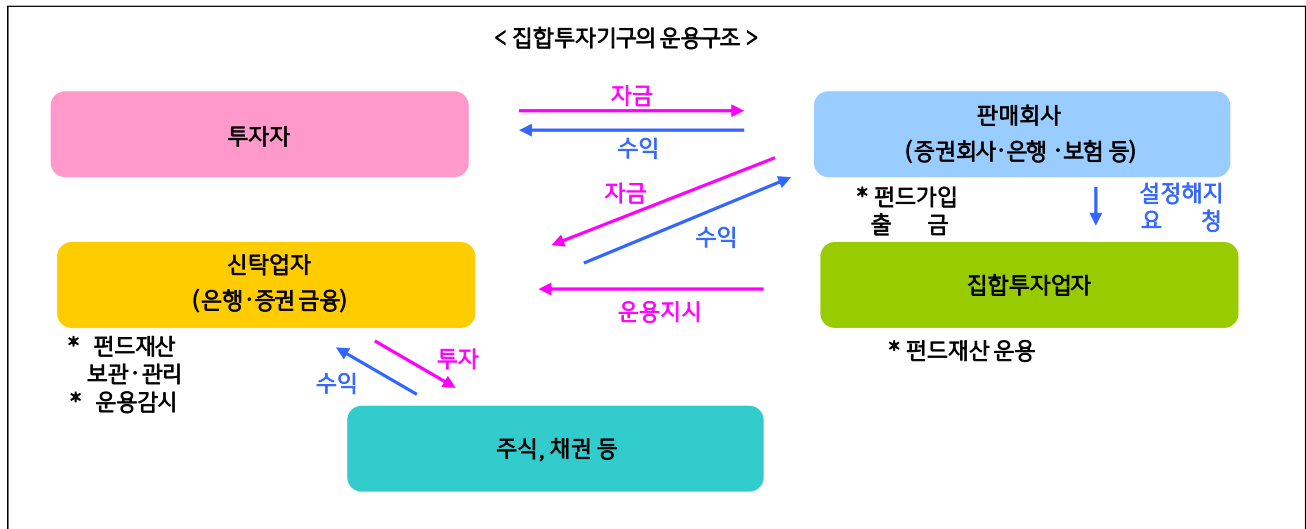 < 집합투자기구의 운용구조 >
투자자
자금
수익
판매회사
(증권회사·은행 ·보험 등)
자금
수익
* 펀드가입
출 금
설정해지
요 청
신탁업자
(은행·증권 금융)
운용지시
집합투자업자
* 펀드재산
보관·관리
* 운용감시
수익
투자
* 펀드재산 운용
주식, 채권 등